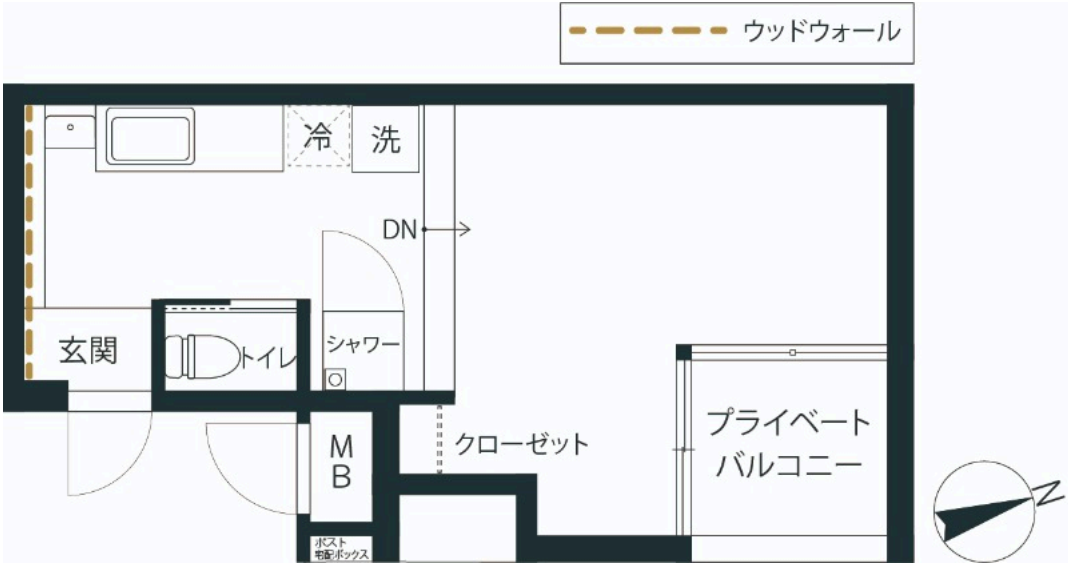 ウッドウォール
冷
洗
DN
玄関
トイレ
シャワー
プライベート
バルコニー
クローゼット
M
B
ポスト
宅配ボックス
N